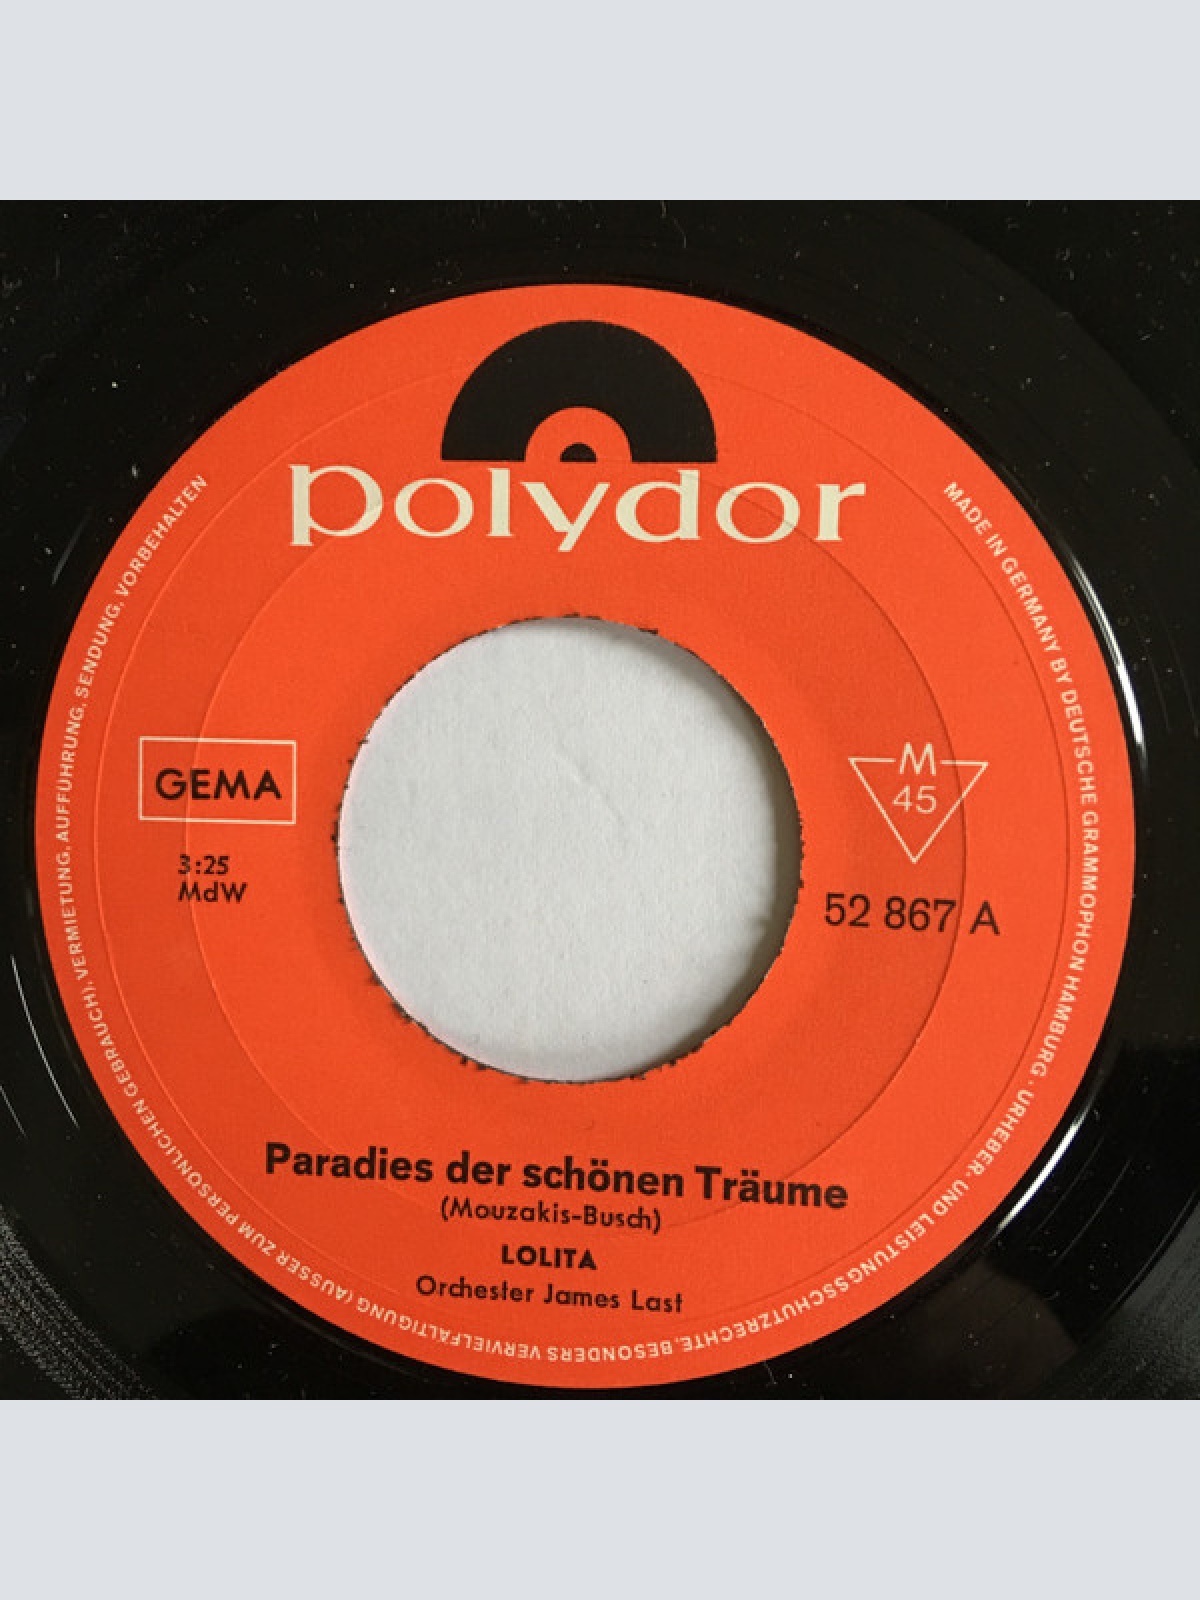 polydor
GEMA
3:25
MdW
M
45
52 867 A
Paradies der schönen Träume
(Mouzakis-Busch)
LOLITA
Orchester James Last
MADE IN GERMANY BY DEUTSCHE GRAMMOPHON HAMBURG · URHEBER- UND LEISTUNGSSCHUTZRECHTE, BESONDERS VERVIELFÄLTIGUNG (AUSSER ZUM PERSÖNLICHEN GEBRAUCH), VERMIETUNG, AUFFÜHRUNG, SENDUNG, VORBEHALTEN